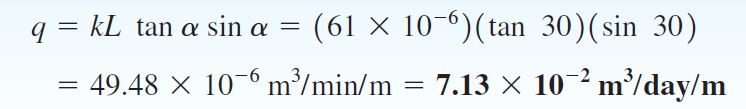 q = kL tan α sin α = (61 × 10⁻⁶)(tan 30)(sin 30)
= 49.48 × 10⁻⁶ m³/min/m = 7.13 × 10⁻² m³/day/m